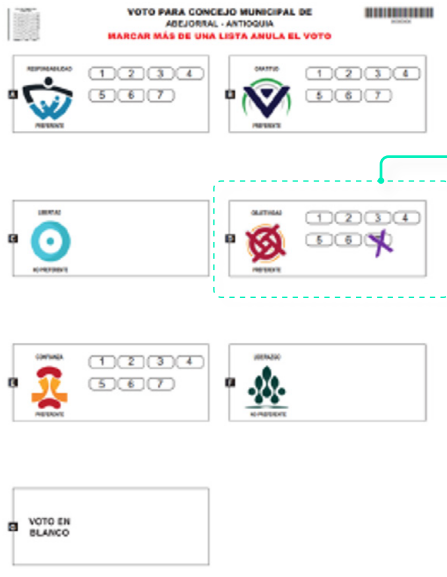 VOTO PARA CONCEJO MUNICIPAL DE
ABEJORRAL - ANTIOQUIA
MARCAR MÁS DE UNA LISTA ANULA EL VOTO
A
RESPONSABILIDAD
PREFERENTE
1 2 3 4
5 6 7
B
GRATITUD
PREFERENTE
1 2 3 4
5 6 7
C
LIBERTAD
NO PREFERENTE
D
OBJETIVIDAD
PREFERENTE
1 2 3 4
5 6
E
CONFIANZA
PREFERENTE
1 2 3 4
5 6 7
F
LIDERAZGO
NO PREFERENTE
G
VOTO EN
BLANCO